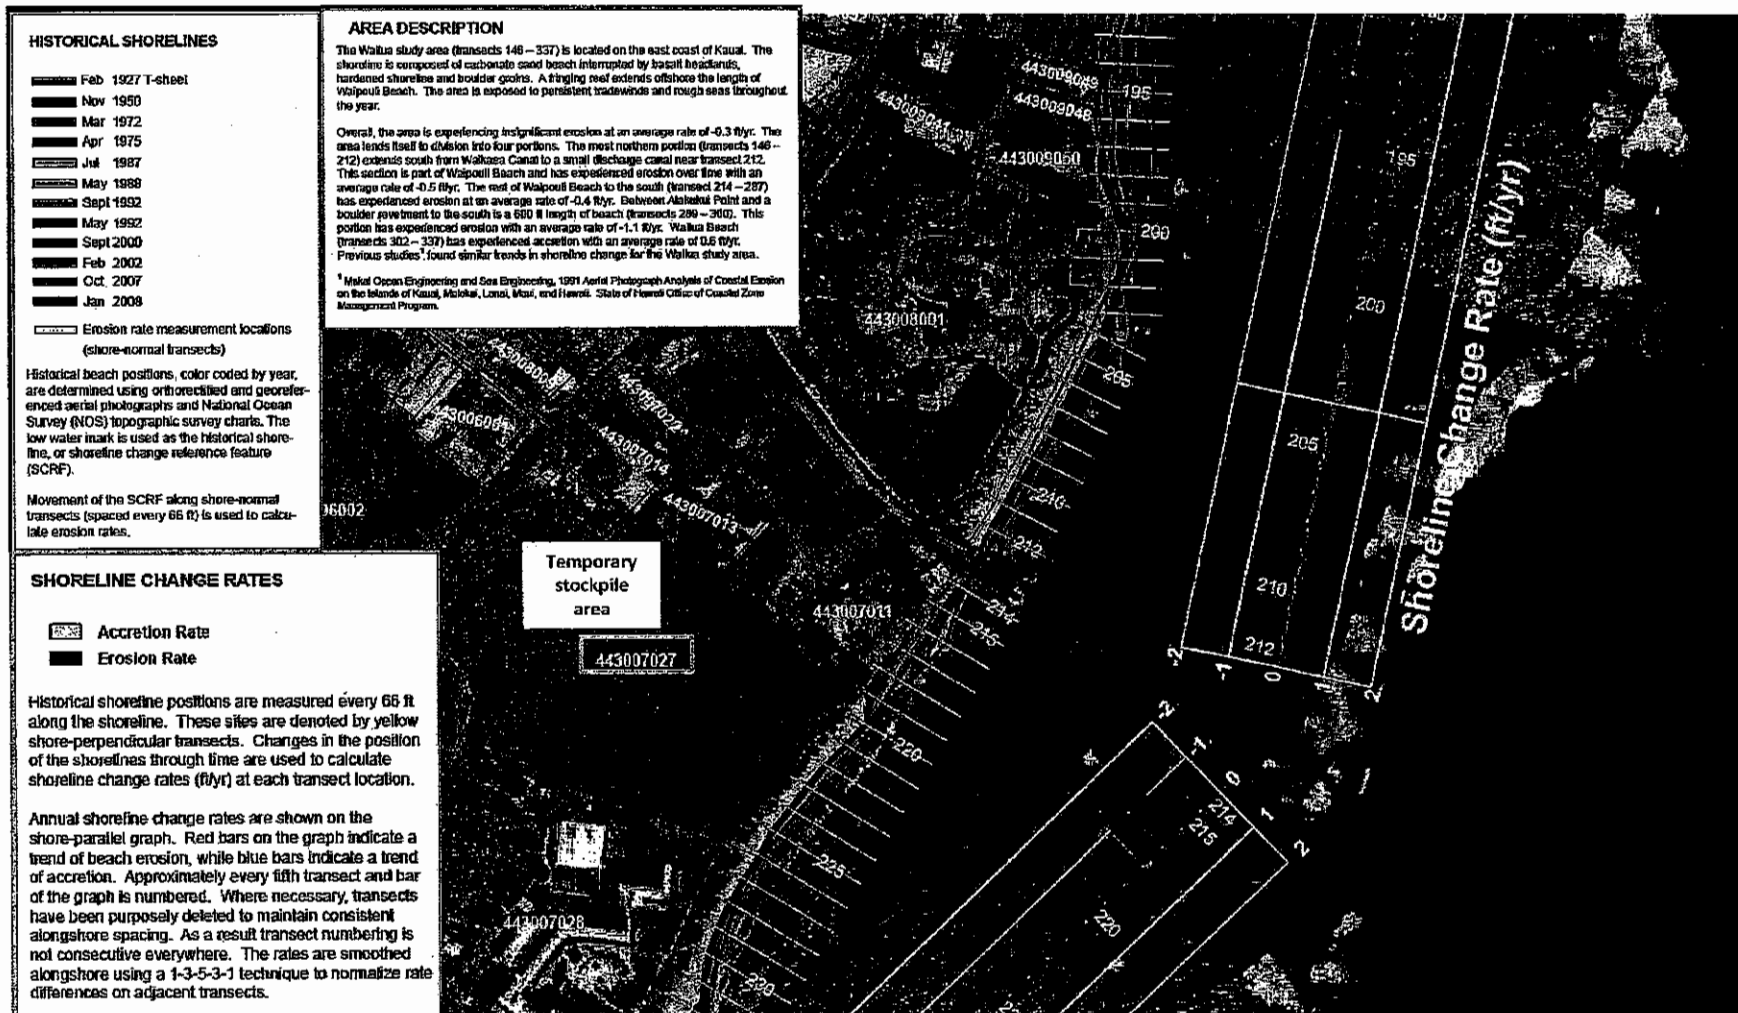 HISTORICAL SHORELINES
Feb 1927 T-sheet
Nov 1950
Mar 1972
Apr 1975
Jul 1987
May 1988
Sept 1992
May 1992
Sept 2000
Feb 2002
Oct 2007
Jan 2008
Erosion rate measurement locations
(shore-normal transects)
Historical beach positions, color coded by year,
are determined using orthorectified and georefer-
enced aerial photographs and National Ocean
Survey (NOS) topographic survey charts. The
low water mark is used as the historical shore-
line, or shoreline change reference feature
(SCRF).
Movement of the SCRF along shore-normal
transects (spaced every 66 ft) is used to calcu-
late erosion rates.
AREA DESCRIPTION
The Wailua study area (transects 146 – 337) is located on the east coast of Kauai. The
shoreline is composed of carbonate sand beach interrupted by basalt headlands,
hardened shoreline and boulder groins. A fringing reef extends offshore the length of
Waipouli Beach. The area is exposed to persistent tradewinds and rough seas throughout
the year.
Overall, the area is experiencing insignificant erosion at an average rate of -0.3 ft/yr. The
area lends itself to division into four portions. The most northern portion (transects 146 –
212) extends south from Waikaea Canal to a small discharge canal near transect 212.
This section is part of Waipouli Beach and has experienced erosion over time with an
average rate of -0.5 ft/yr. The rest of Waipouli Beach to the south (transect 214 – 287)
has experienced erosion at an average rate of -0.4 ft/yr. Between Alakukui Point and a
boulder revetment to the south is a 600 ft length of beach (transects 289 – 300). This
portion has experienced erosion with an average rate of -1.1 ft/yr. Wailua Beach
(transects 302 – 337) has experienced accretion with an average rate of 0.6 ft/yr.
Previous studies¹, found similar trends in shoreline change for the Wailua study area.
¹ Makai Ocean Engineering and Sea Engineering, 1991 Aerial Photograph Analysis of Coastal Erosion
on the Islands of Kauai, Molokai, Lanai, Maui, and Hawaii. State of Hawaii Office of Coastal Zone
Management Program.
SHORELINE CHANGE RATES
Accretion Rate
Erosion Rate
Historical shoreline positions are measured every 66 ft
along the shoreline. These sites are denoted by yellow
shore-perpendicular transects. Changes in the position
of the shorelines through time are used to calculate
shoreline change rates (ft/yr) at each transect location.
Annual shoreline change rates are shown on the
shore-parallel graph. Red bars on the graph indicate a
trend of beach erosion, while blue bars indicate a trend
of accretion. Approximately every fifth transect and bar
of the graph is numbered. Where necessary, transects
have been purposely deleted to maintain consistent
alongshore spacing. As a result transect numbering is
not consecutive everywhere. The rates are smoothed
alongshore using a 1-3-5-3-1 technique to normalize rate
differences on adjacent transects.
443009049
443009048
443009041
443009050
443008001
443007022
443007014
443007013
96002
443007011
Temporary
stockpile
area
443007027
443007028
195
200
205
210
212
214
215
220
225
230
195
200
205
210
212
-2
-1
0
1
2
Shoreline Change Rate (ft/yr)
-2
-1
0
1
2
214
215
220